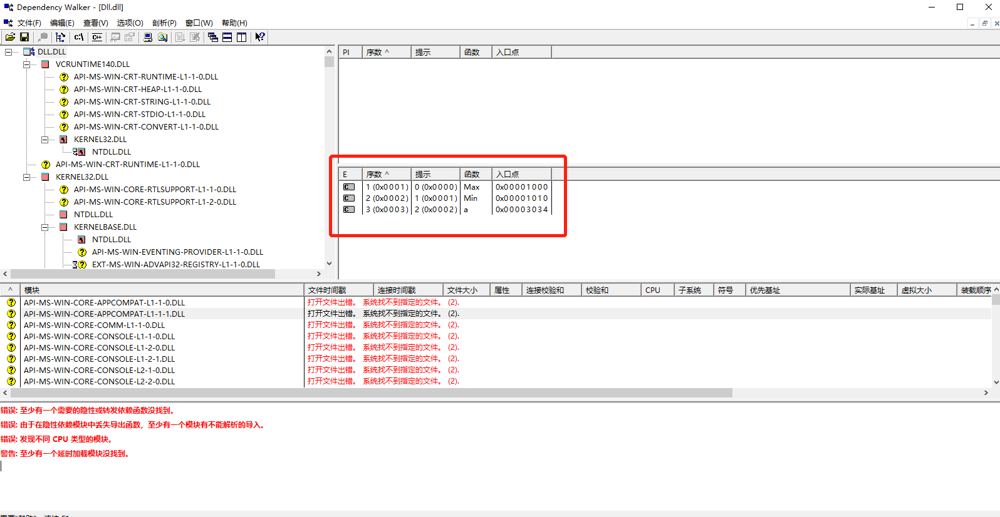 Dependency Walker - [Dll.dll]
文件(F) 编辑(E) 查看(V) 选项(O) 剖析(P) 窗口(W) 帮助(H)
C:\ C++
DLL.DLL
VCRUNTIME140.DLL
API-MS-WIN-CRT-RUNTIME-L1-1-0.DLL
API-MS-WIN-CRT-HEAP-L1-1-0.DLL
API-MS-WIN-CRT-STRING-L1-1-0.DLL
API-MS-WIN-CRT-STDIO-L1-1-0.DLL
API-MS-WIN-CRT-CONVERT-L1-1-0.DLL
KERNEL32.DLL
NTDLL.DLL
API-MS-WIN-CRT-RUNTIME-L1-1-0.DLL
KERNEL32.DLL
API-MS-WIN-CORE-RTLSUPPORT-L1-1-0.DLL
API-MS-WIN-CORE-RTLSUPPORT-L1-2-0.DLL
NTDLL.DLL
KERNELBASE.DLL
NTDLL.DLL
API-MS-WIN-EVENTING-PROVIDER-L1-1-0.DLL
EXT-MS-WIN-ADVAPI32-REGISTRY-L1-1-0.DLL
PI 序数 ^ 提示 函数 入口点
E 序数 ^ 提示 函数 入口点
C 1 (0x0001) 0 (0x0000) Max 0x00001000
C 2 (0x0002) 1 (0x0001) Min 0x00001010
C 3 (0x0003) 2 (0x0002) a 0x00003034
^ 模块 文件时间戳 连接时间戳 文件大小 属性 连接校验和 校验和 CPU 子系统 符号 优先基址 实际基址 虚拟大小 装载顺序
API-MS-WIN-CORE-APPCOMPAT-L1-1-0.DLL 打开文件出错。 系统找不到指定的文件。 (2).
API-MS-WIN-CORE-APPCOMPAT-L1-1-1.DLL 打开文件出错。 系统找不到指定的文件。 (2).
API-MS-WIN-CORE-COMM-L1-1-0.DLL 打开文件出错。 系统找不到指定的文件。 (2).
API-MS-WIN-CORE-CONSOLE-L1-1-0.DLL 打开文件出错。 系统找不到指定的文件。 (2).
API-MS-WIN-CORE-CONSOLE-L1-2-0.DLL 打开文件出错。 系统找不到指定的文件。 (2).
API-MS-WIN-CORE-CONSOLE-L1-2-1.DLL 打开文件出错。 系统找不到指定的文件。 (2).
API-MS-WIN-CORE-CONSOLE-L2-1-0.DLL 打开文件出错。 系统找不到指定的文件。 (2).
API-MS-WIN-CORE-CONSOLE-L2-2-0.DLL 打开文件出错。 系统找不到指定的文件。 (2).
错误: 至少有一个需要的隐性或转发依赖函数没找到。
错误: 由于在隐性依赖模块中丢失导出函数，至少有一个模块有不能解析的导入。
错误: 发现不同 CPU 类型的模块。
警告: 至少有一个延时加载模块没找到。